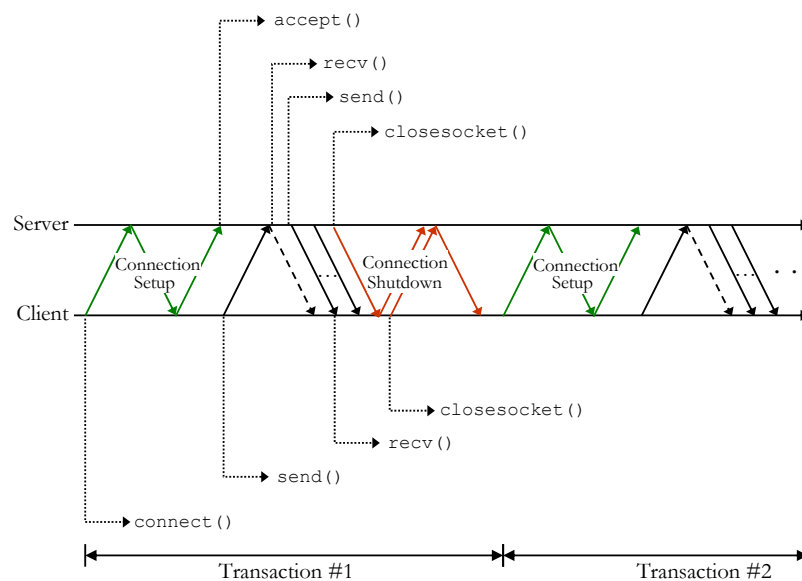 accept()
recv()
send()
closesocket()
Server
Connection
Setup
...
Connection
Shutdown
Connection
Setup
...
. . .
Client
closesocket()
recv()
send()
connect()
Transaction #1
Transaction #2